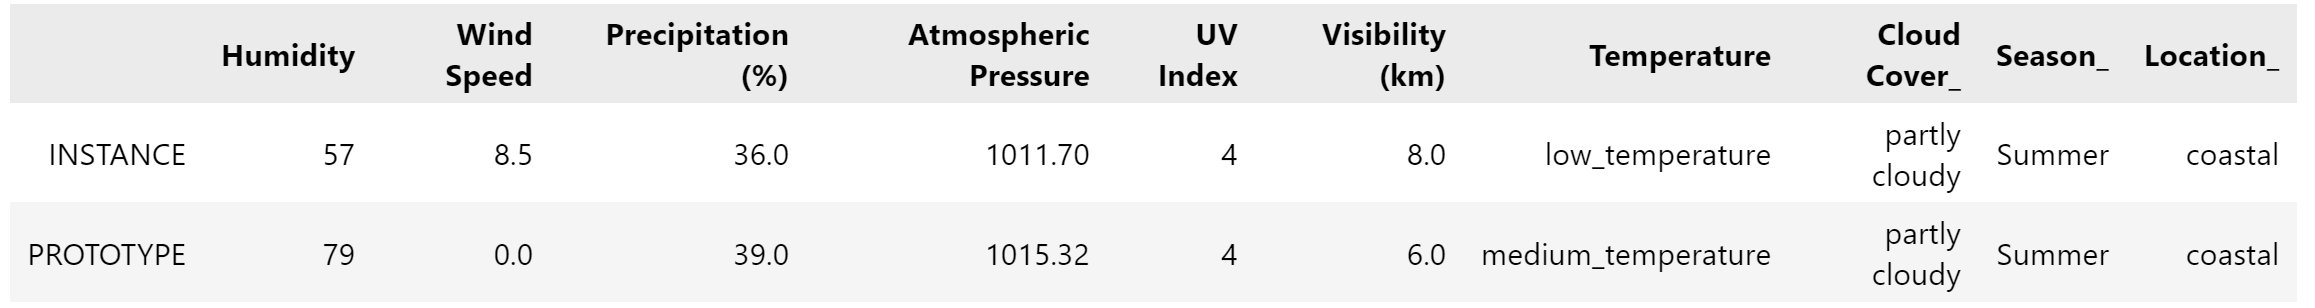 Humidity Wind Speed Precipitation (%) Atmospheric Pressure UV Index Visibility (km) Temperature Cloud Cover_ Season_ Location_
INSTANCE 57 8.5 36.0 1011.70 4 8.0 low_temperature partly cloudy Summer coastal
PROTOTYPE 79 0.0 39.0 1015.32 4 6.0 medium_temperature partly cloudy Summer coastal